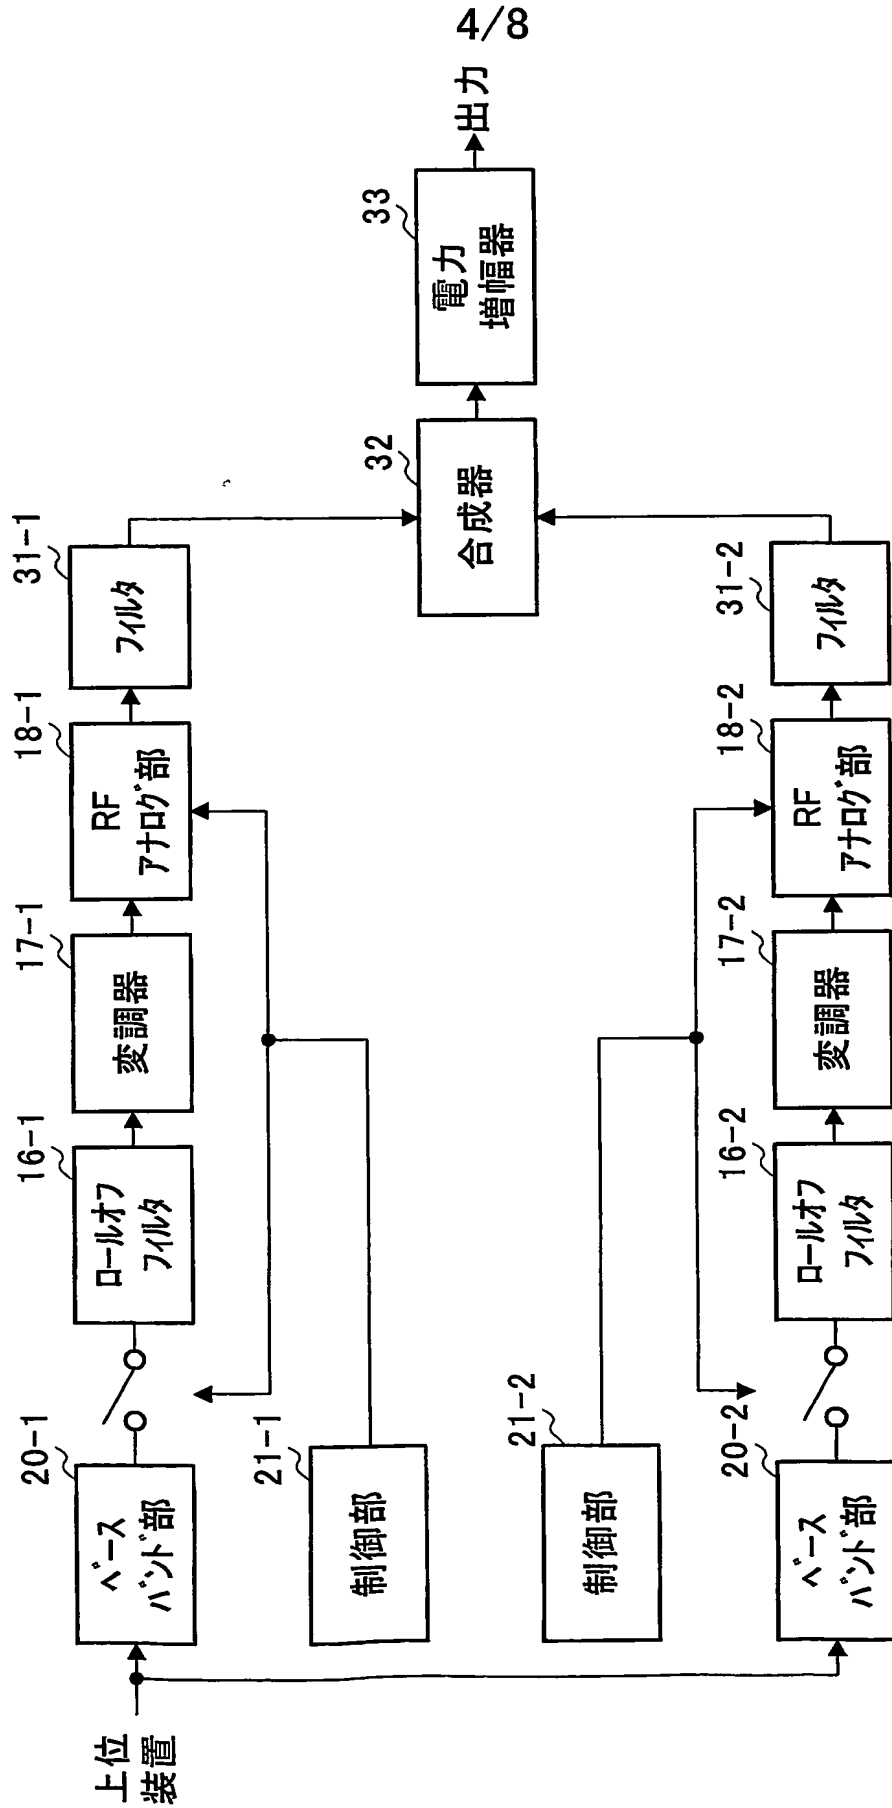 4/8
上位
装置
20-1
ベース
バンド部
16-1
ロールオフ
フィルタ
17-1
変調器
18-1
RF
アナログ部
31-1
フィルタ
21-1
制御部
32
合成器
33
電力
増幅器
出力
21-2
制御部
20-2
ベース
バンド部
16-2
ロールオフ
フィルタ
17-2
変調器
18-2
RF
アナログ部
31-2
フィルタ